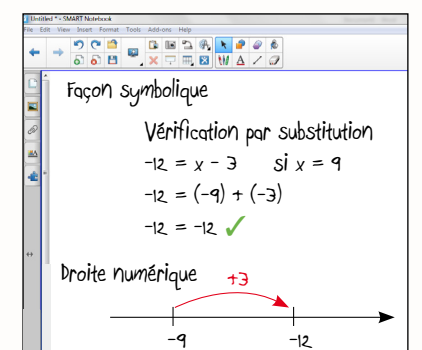 Untitled * - SMART Notebook
File Edit View Insert Format Tools Add-ons Help
Façon symbolique
Vérification par substitution
-12 = x - 3 si x = 9
-12 = (-9) + (-3)
-12 = -12 ✓
Droite numérique
+3
-9 -12